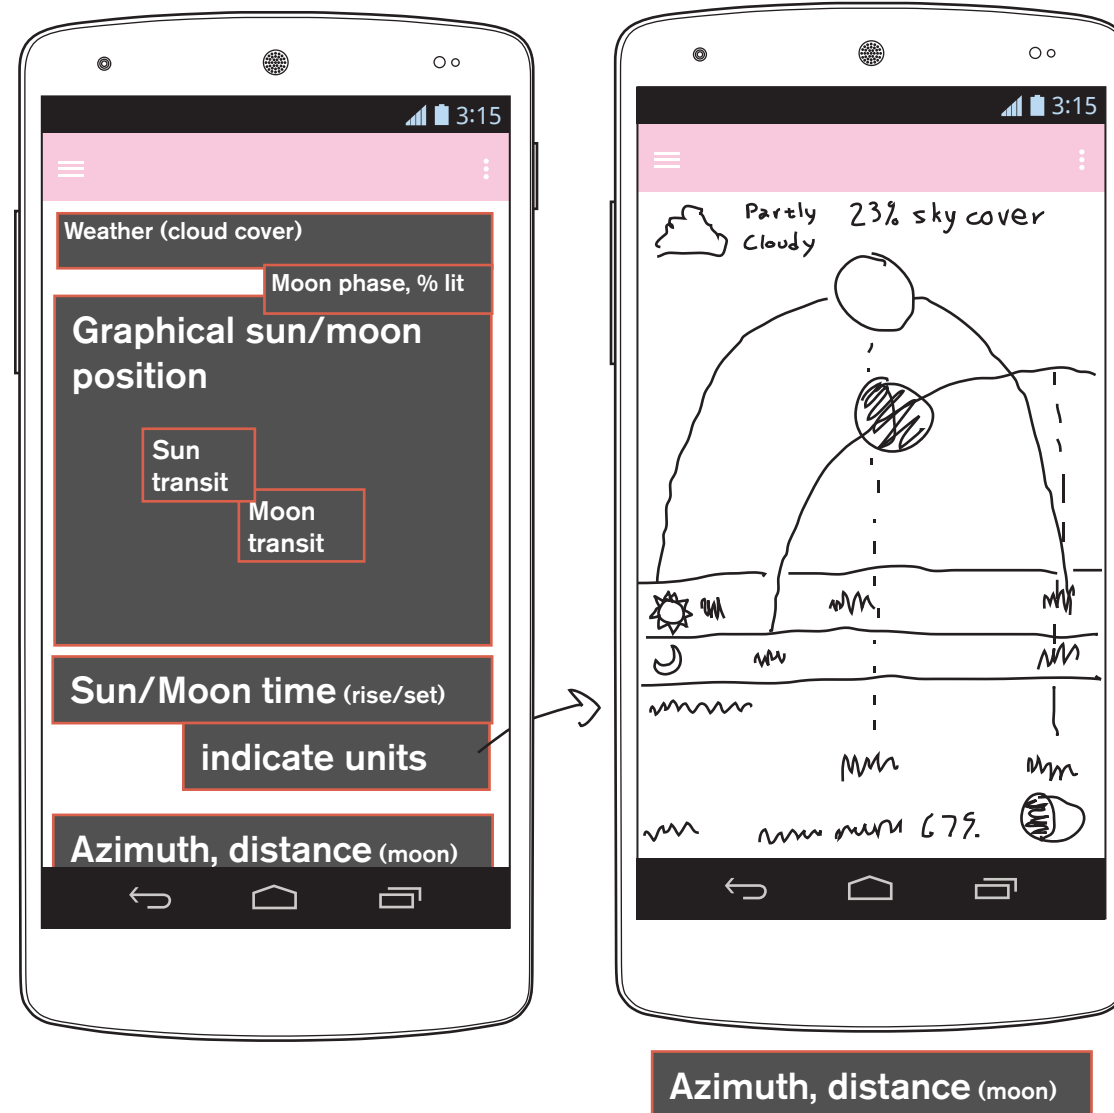 3:15
Weather (cloud cover)
Moon phase, % lit
Graphical sun/moon
position
Sun
transit
Moon
transit
Sun/Moon time (rise/set)
indicate units
Azimuth, distance (moon)
3:15
Partly
Cloudy
23% sky cover
67%
Azimuth, distance (moon)